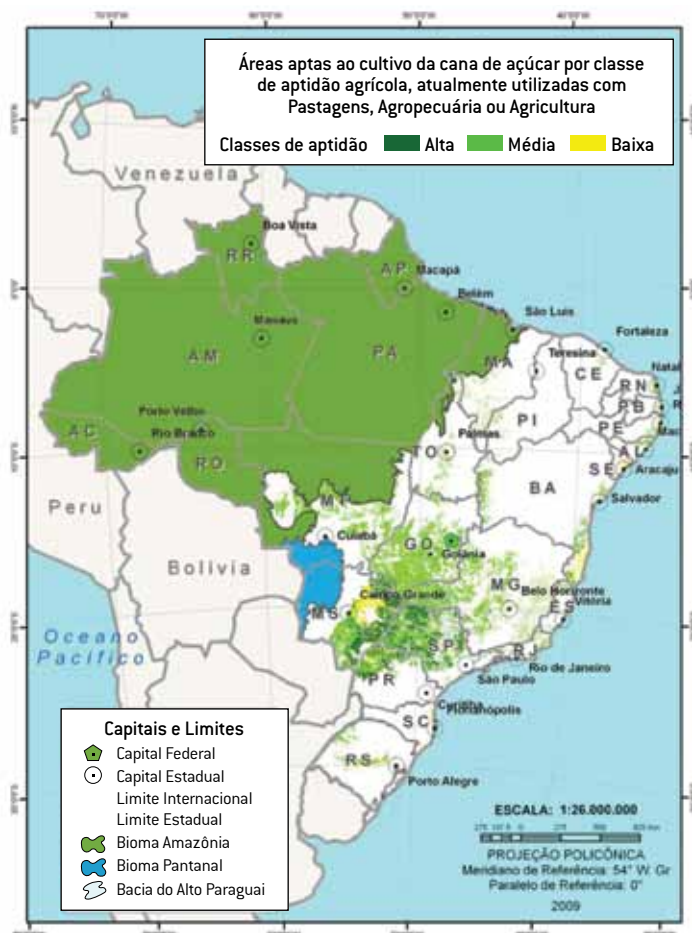 Áreas aptas ao cultivo da cana de açúcar por classe
de aptidão agrícola, atualmente utilizadas com
Pastagens, Agropecuária ou Agricultura
Classes de aptidão Alta Média Baixa
Venezuela
Boa Vista
RR
AP
Macapá
Belém
São Luis
Manaus
Fortaleza
AM
PA
MA
Teresina
CE
RN
Natal
PB
PI
Porto Velho
PE
AC
Rio Branco
TO
Palmas
AL
RO
SE
Aracaju
BA
Peru
MT
Salvador
Cuiabá
GO
Goiânia
Bolívia
MG
Belo Horizonte
Campo Grande
ES
Vitória
MS
Oceano
Pacífico
SP
RJ
Rio de Janeiro
São Paulo
PR
Curitiba
Florianópolis
SC
RS
Porto Alegre
Capitais e Limites
Capital Federal
Capital Estadual
Limite Internacional
Limite Estadual
Bioma Amazônia
Bioma Pantanal
Bacia do Alto Paraguai
ESCALA: 1:26.000.000
PROJEÇÃO POLICÔNICA
Meridiano de Referência: 54° W. Gr
Paralelo de Referência: 0°
2009